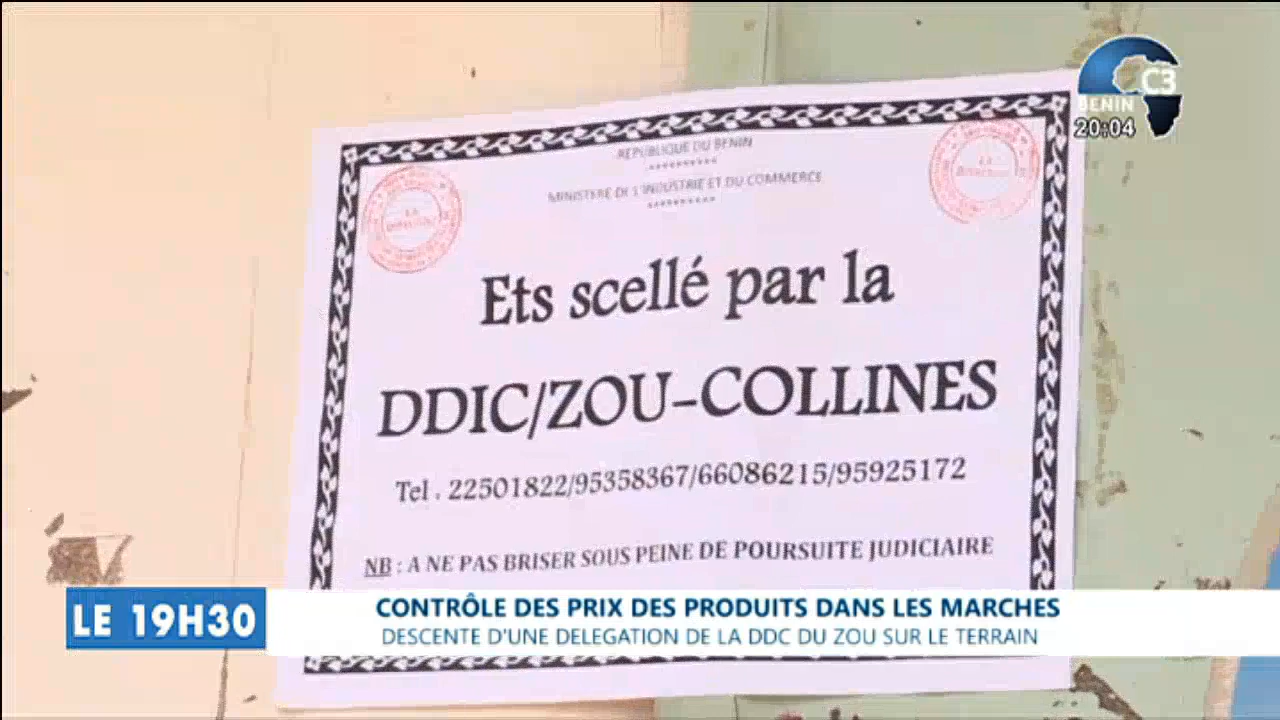 C3
BENIN
20:04
REPUBLIQUE DU BENIN
**********
MINISTERE DE L'INDUSTRIE ET DU COMMERCE
**********
LA
Ets scellé par la
DDIC/ZOU-COLLINES
Tel . 22501822/95358367/66086215/95925172
NB : A NE PAS BRISER SOUS PEINE DE POURSUITE JUDICIAIRE
LE 19H30
CONTRÔLE DES PRIX DES PRODUITS DANS LES MARCHES
DESCENTE D'UNE DELEGATION DE LA DDC DU ZOU SUR LE TERRAIN